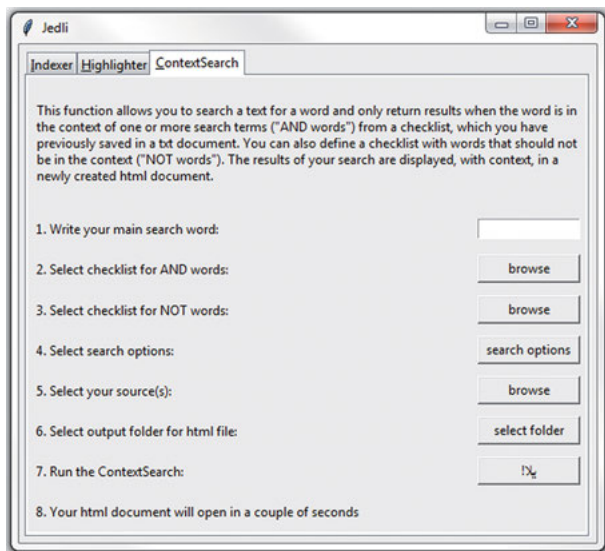 Jedli
Indexer Highlighter ContextSearch
This function allows you to search a text for a word and only return results when the word is in
the context of one or more search terms ("AND words") from a checklist, which you have
previously saved in a txt document. You can also define a checklist with words that should not
be in the context ("NOT words"). The results of your search are displayed, with context, in a
newly created html document.
1. Write your main search word:
2. Select checklist for AND words: browse
3. Select checklist for NOT words: browse
4. Select search options: search options
5. Select your source(s): browse
6. Select output folder for html file: select folder
7. Run the ContextSearch: يلا!
8. Your html document will open in a couple of seconds